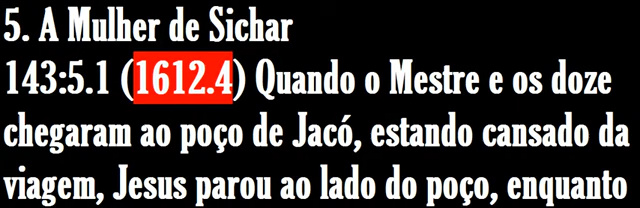 5. A Mulher de Sichar
143:5.1 (1612.4) Quando o Mestre e os doze
chegaram ao poço de Jacó, estando cansado da
viagem, Jesus parou ao lado do poço, enquanto